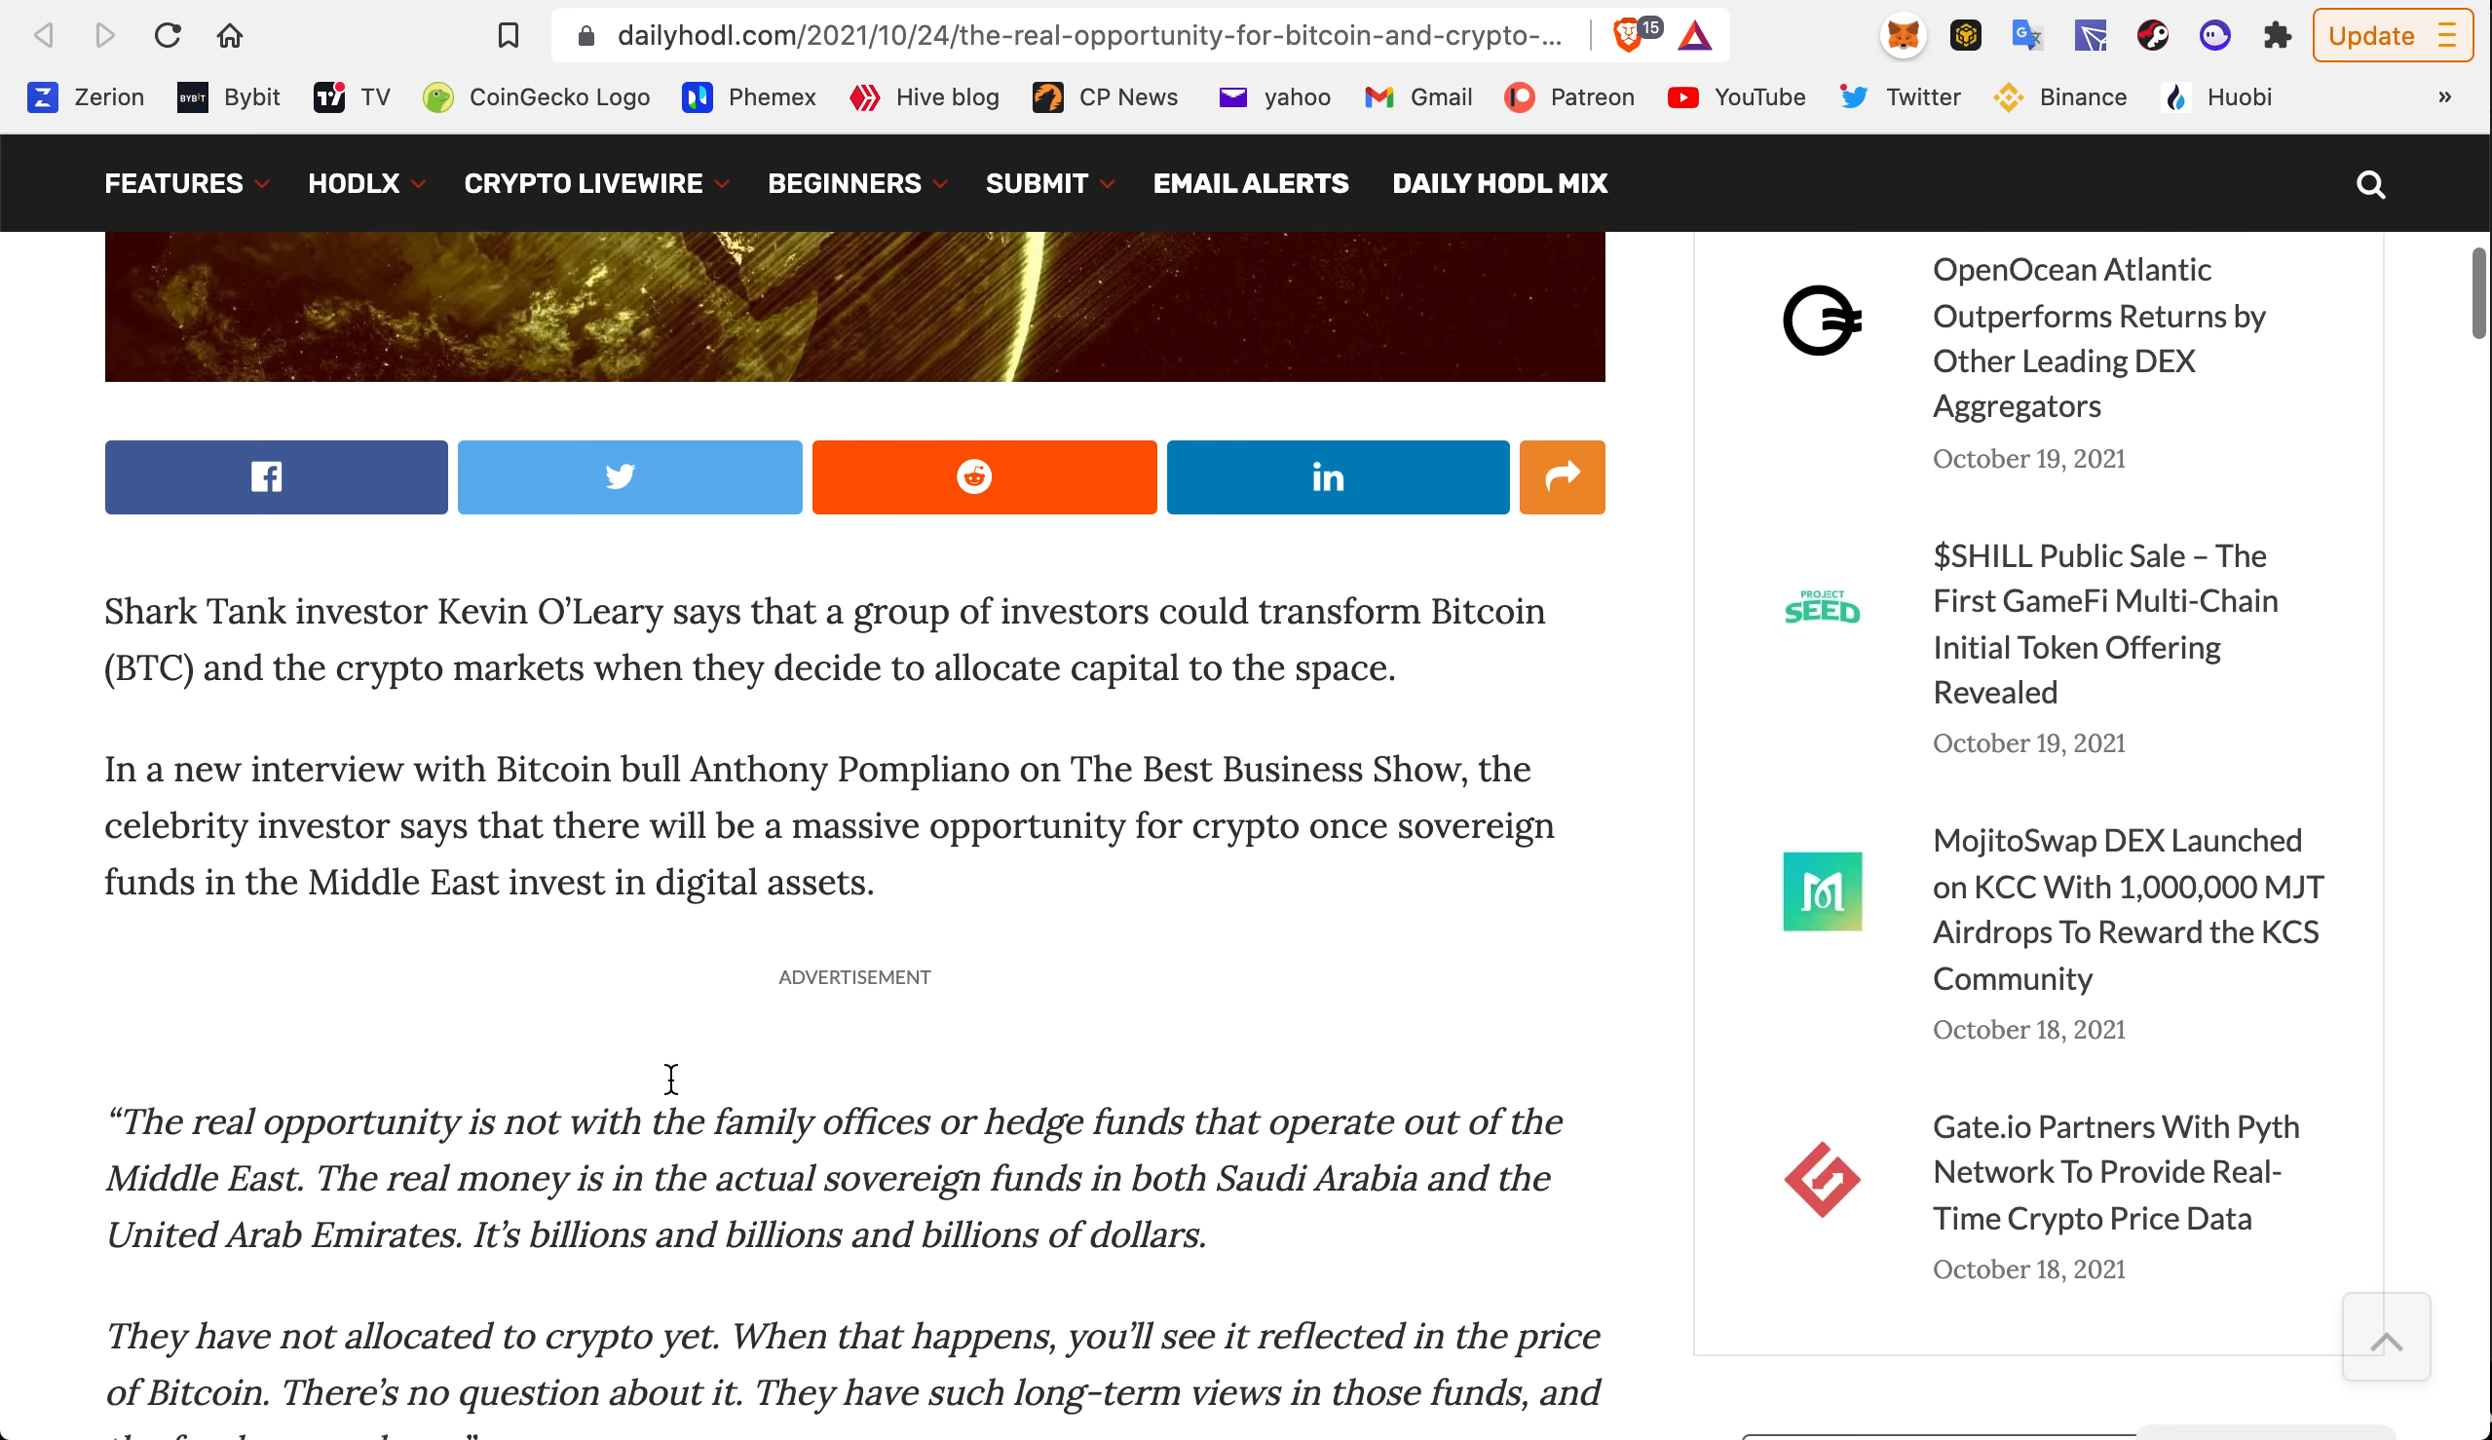 dailyhodl.com/2021/10/24/the-real-opportunity-for-bitcoin-and-crypto-...
15
Update
Zerion
BYBIT
Bybit
TV
CoinGecko Logo
Phemex
Hive blog
CP News
yahoo
Gmail
Patreon
YouTube
Twitter
Binance
Huobi
»
FEATURES
HODLX
CRYPTO LIVEWIRE
BEGINNERS
SUBMIT
EMAIL ALERTS
DAILY HODL MIX
in
Shark Tank investor Kevin O’Leary says that a group of investors could transform Bitcoin
(BTC) and the crypto markets when they decide to allocate capital to the space.
In a new interview with Bitcoin bull Anthony Pompliano on The Best Business Show, the
celebrity investor says that there will be a massive opportunity for crypto once sovereign
funds in the Middle East invest in digital assets.
ADVERTISEMENT
“The real opportunity is not with the family offices or hedge funds that operate out of the
Middle East. The real money is in the actual sovereign funds in both Saudi Arabia and the
United Arab Emirates. It’s billions and billions and billions of dollars.
They have not allocated to crypto yet. When that happens, you’ll see it reflected in the price
of Bitcoin. There’s no question about it. They have such long-term views in those funds, and
OpenOcean Atlantic
Outperforms Returns by
Other Leading DEX
Aggregators
October 19, 2021
PROJECT
SEED
$SHILL Public Sale – The
First GameFi Multi-Chain
Initial Token Offering
Revealed
October 19, 2021
MojitoSwap DEX Launched
on KCC With 1,000,000 MJT
Airdrops To Reward the KCS
Community
October 18, 2021
Gate.io Partners With Pyth
Network To Provide Real-
Time Crypto Price Data
October 18, 2021